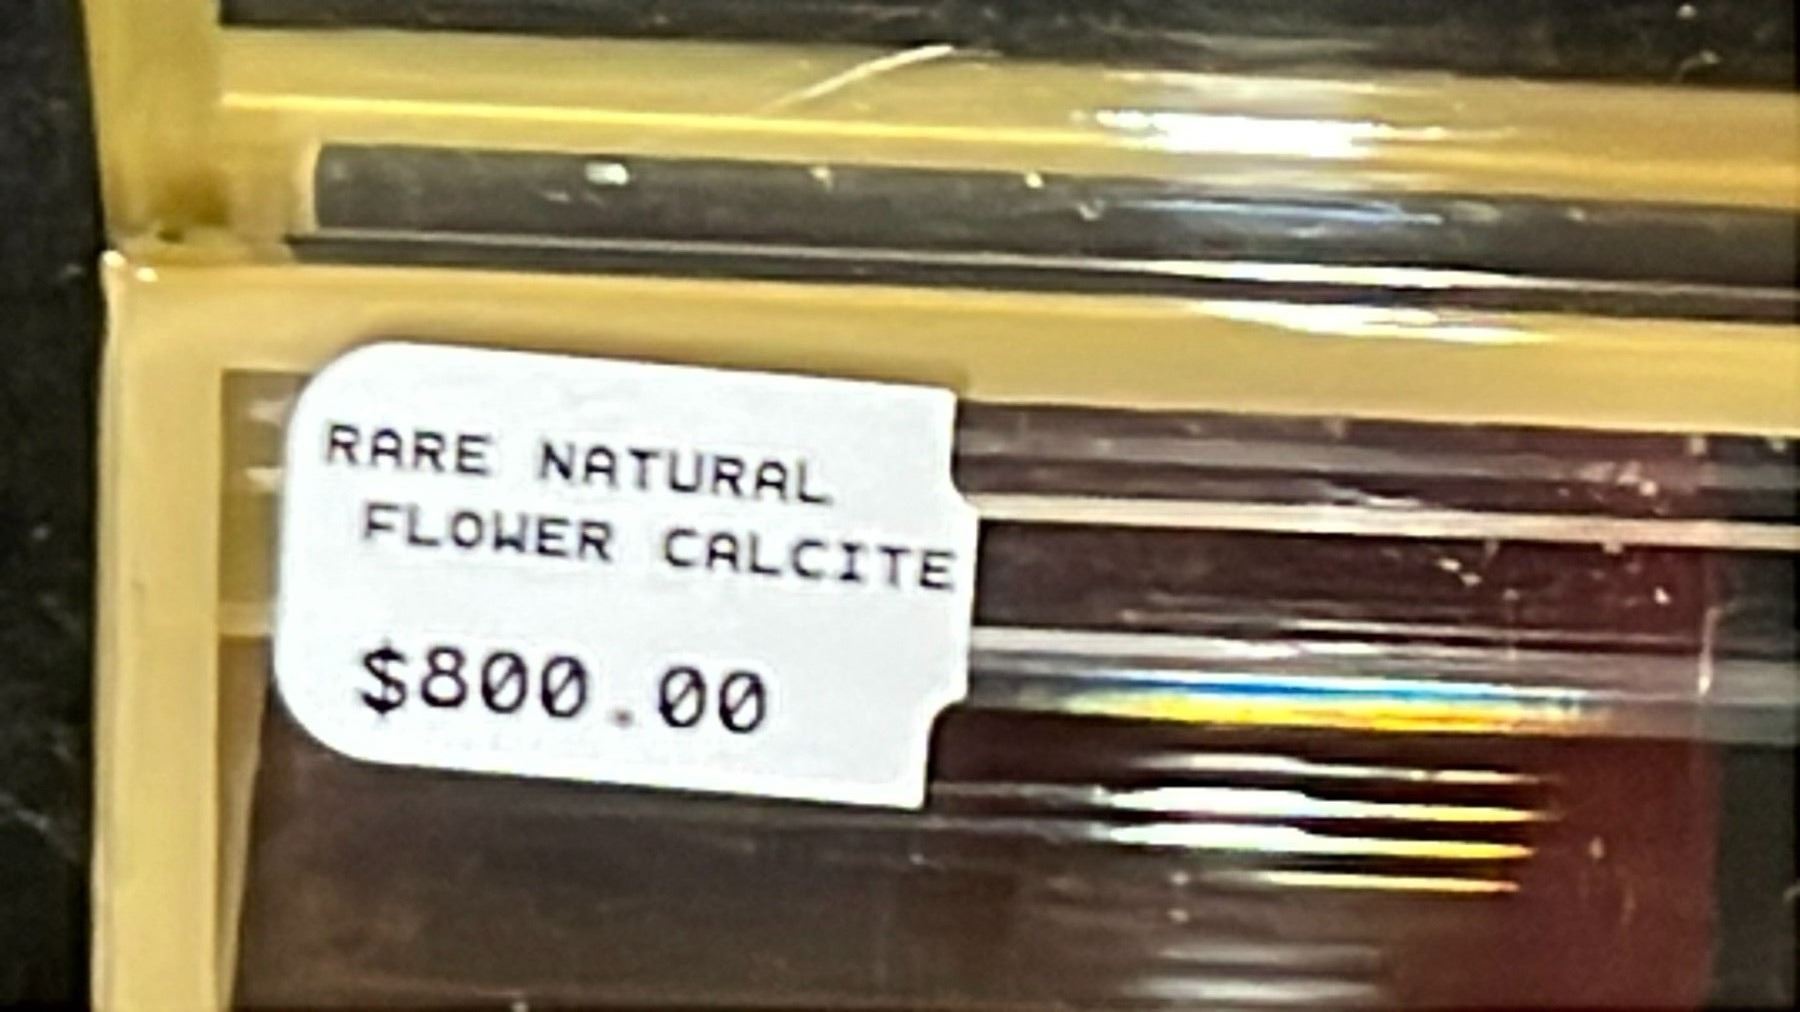 RARE NATURAL
FLOWER CALCITE
$800.00